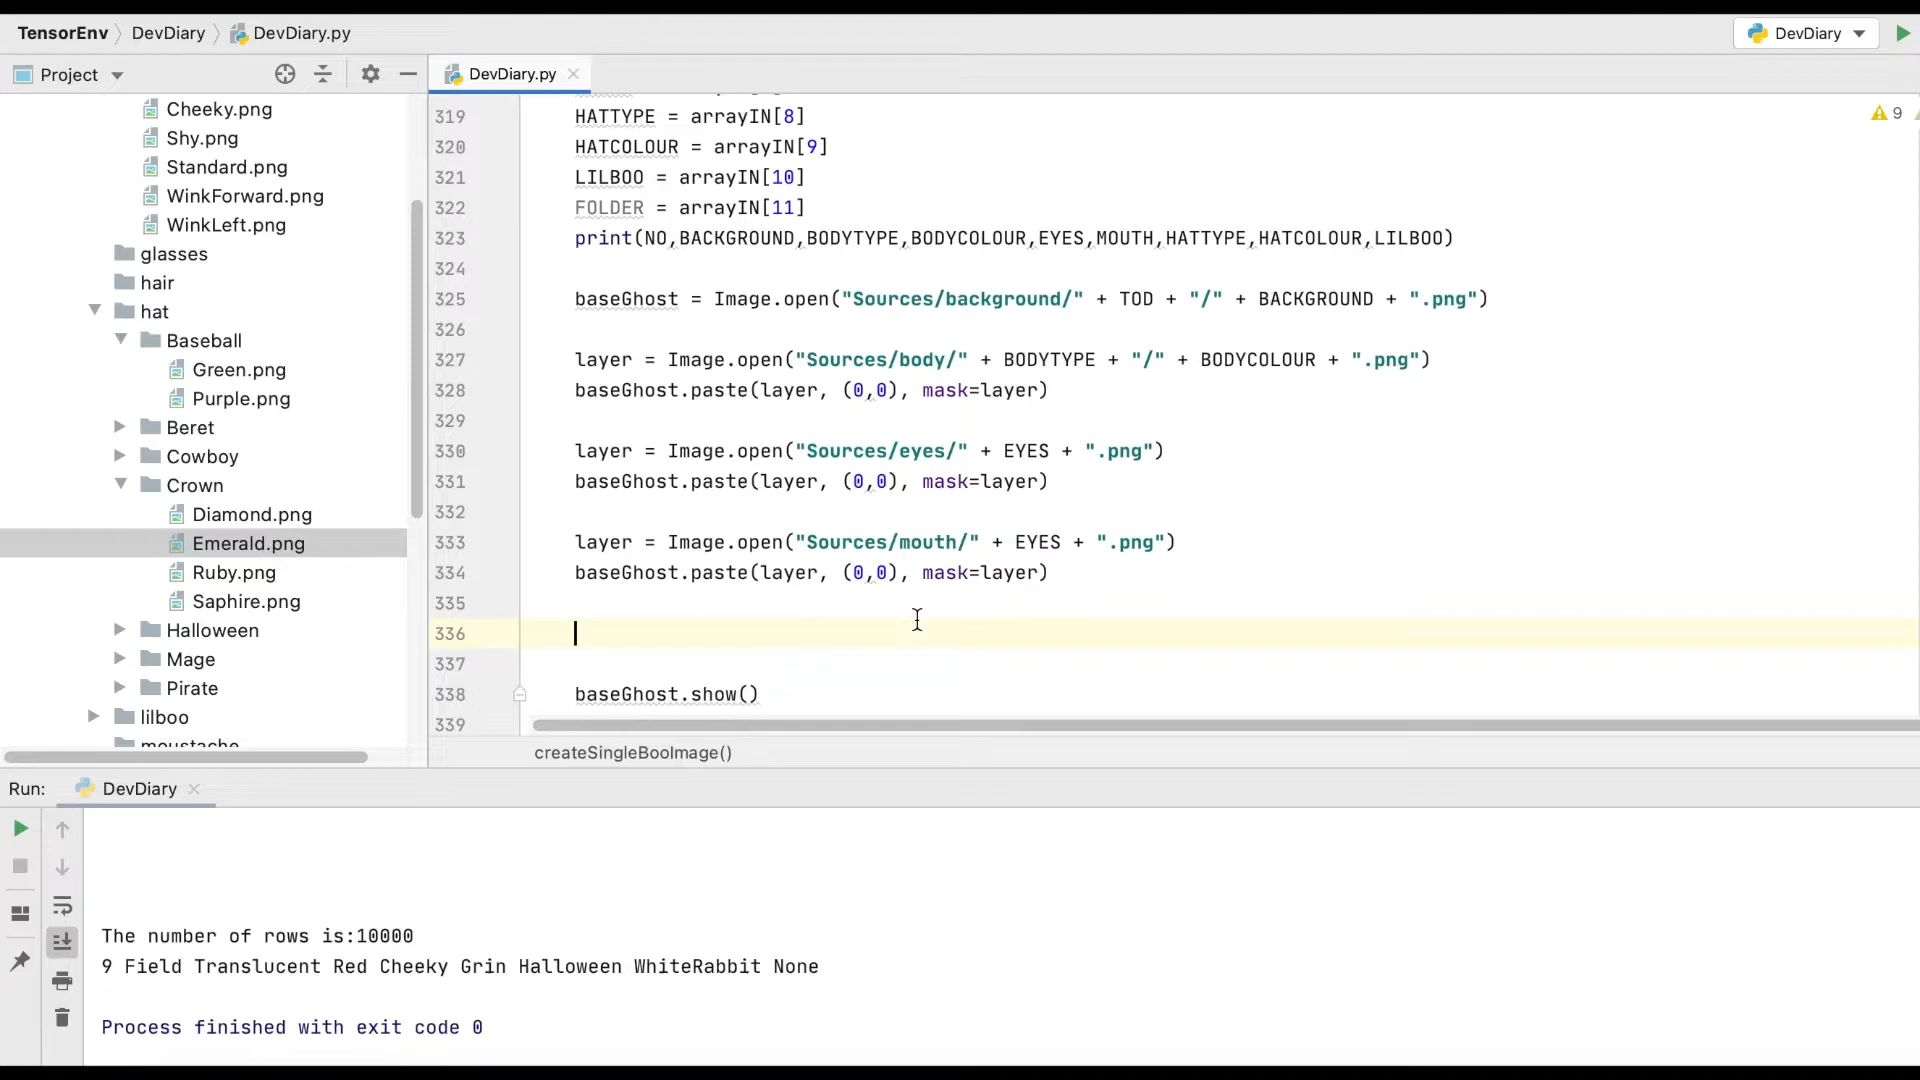 TensorEnv DevDiary DevDiary.py DevDiary
Project DevDiary.py
Cheeky.png
Shy.png
Standard.png
WinkForward.png
WinkLeft.png
glasses
hair
hat
Baseball
Green.png
Purple.png
Beret
Cowboy
Crown
Diamond.png
Emerald.png
Ruby.png
Saphire.png
Halloween
Mage
Pirate
lilboo
moustache
9
319 HATTYPE = arrayIN[8]
320 HATCOLOUR = arrayIN[9]
321 LILBOO = arrayIN[10]
322 FOLDER = arrayIN[11]
323 print(NO,BACKGROUND,BODYTYPE,BODYCOLOUR,EYES,MOUTH,HATTYPE,HATCOLOUR,LILBOO)
324
325 baseGhost = Image.open("Sources/background/" + TOD + "/" + BACKGROUND + ".png")
326
327 layer = Image.open("Sources/body/" + BODYTYPE + "/" + BODYCOLOUR + ".png")
328 baseGhost.paste(layer, (0,0), mask=layer)
329
330 layer = Image.open("Sources/eyes/" + EYES + ".png")
331 baseGhost.paste(layer, (0,0), mask=layer)
332
333 layer = Image.open("Sources/mouth/" + EYES + ".png")
334 baseGhost.paste(layer, (0,0), mask=layer)
335
336
337
338 baseGhost.show()
339
createSingleBooImage()
Run: DevDiary
The number of rows is:10000
9 Field Translucent Red Cheeky Grin Halloween WhiteRabbit None
Process finished with exit code 0